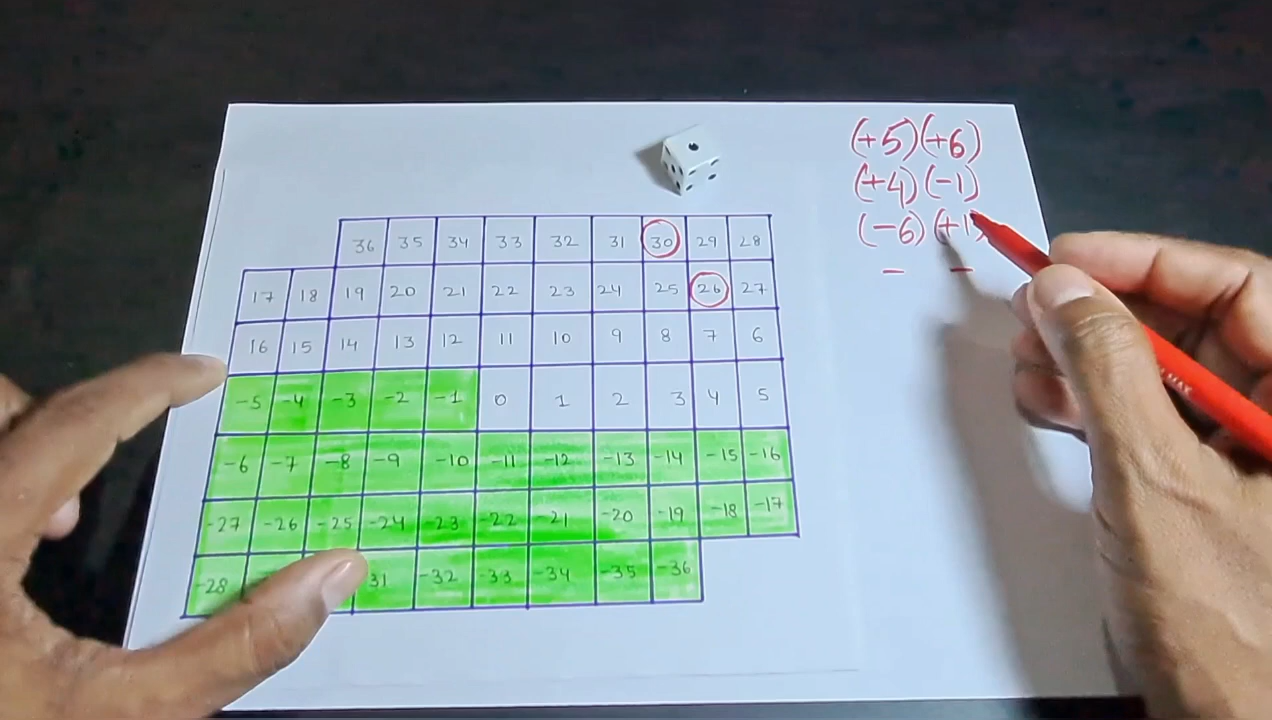 (+5)(+6)
(+4)(-1)
(-6)(+1)
- -
36 35 34 33 32 31 30 29 28
17 18 19 20 21 22 23 24 25 26 27
16 15 14 13 12 11 10 9 8 7 6
-5 -4 -3 -2 -1 0 1 2 3 4 5
-6 -7 -8 -9 -10 -11 -12 -13 -14 -15 -16
-27 -26 -25 -24 -23 -22 -21 -20 -19 -18 -17
-28 31 -32 -33 -34 -35 -36